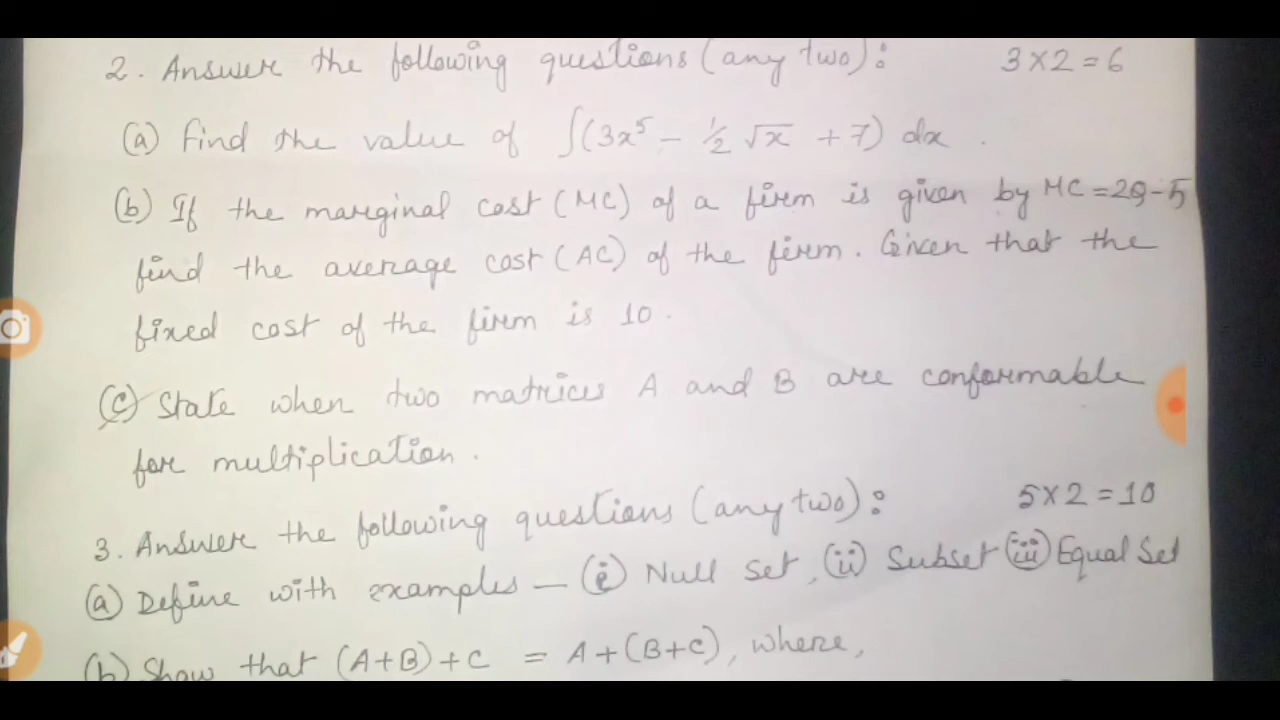 2. Answer the following questions (any two): 3×2=6
(a) Find the value of ∫(3x⁵ - 1/2 √x + 7) dx.
(b) If the marginal cost (MC) of a firm is given by MC=2Q-5
find the average cost (AC) of the firm. Given that the
fixed cost of the firm is 10.
(c) State when two matrices A and B are conformable
for multiplication.
3. Answer the following questions (any two): 5×2=10
(a) Define with examples — (i) Null set, (ii) Subset (iii) Equal Set
(b) Show that (A+B)+C = A+(B+C), where,